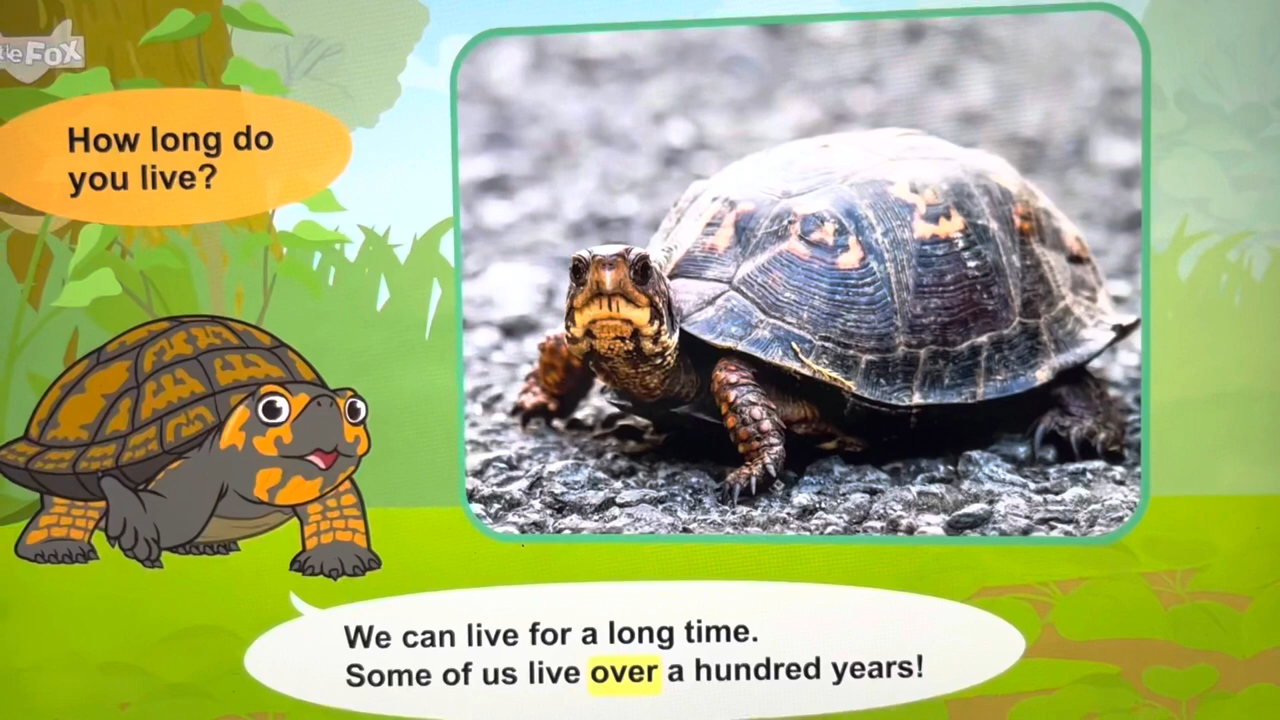 How long do
you live?
We can live for a long time.
Some of us live over a hundred years!